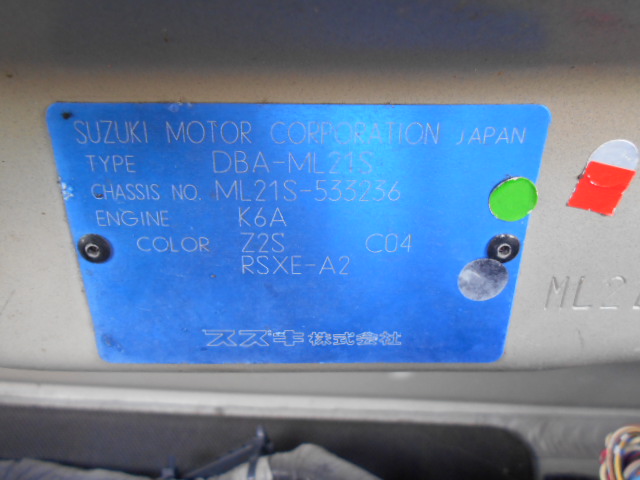 SUZUKI MOTOR CORPORATION JAPAN
TYPE DBA-ML21S
CHASSIS NO. ML21S-533236
ENGINE K6A
COLOR Z2S C04
RSXE-A2
スズキ株式会社
ML21